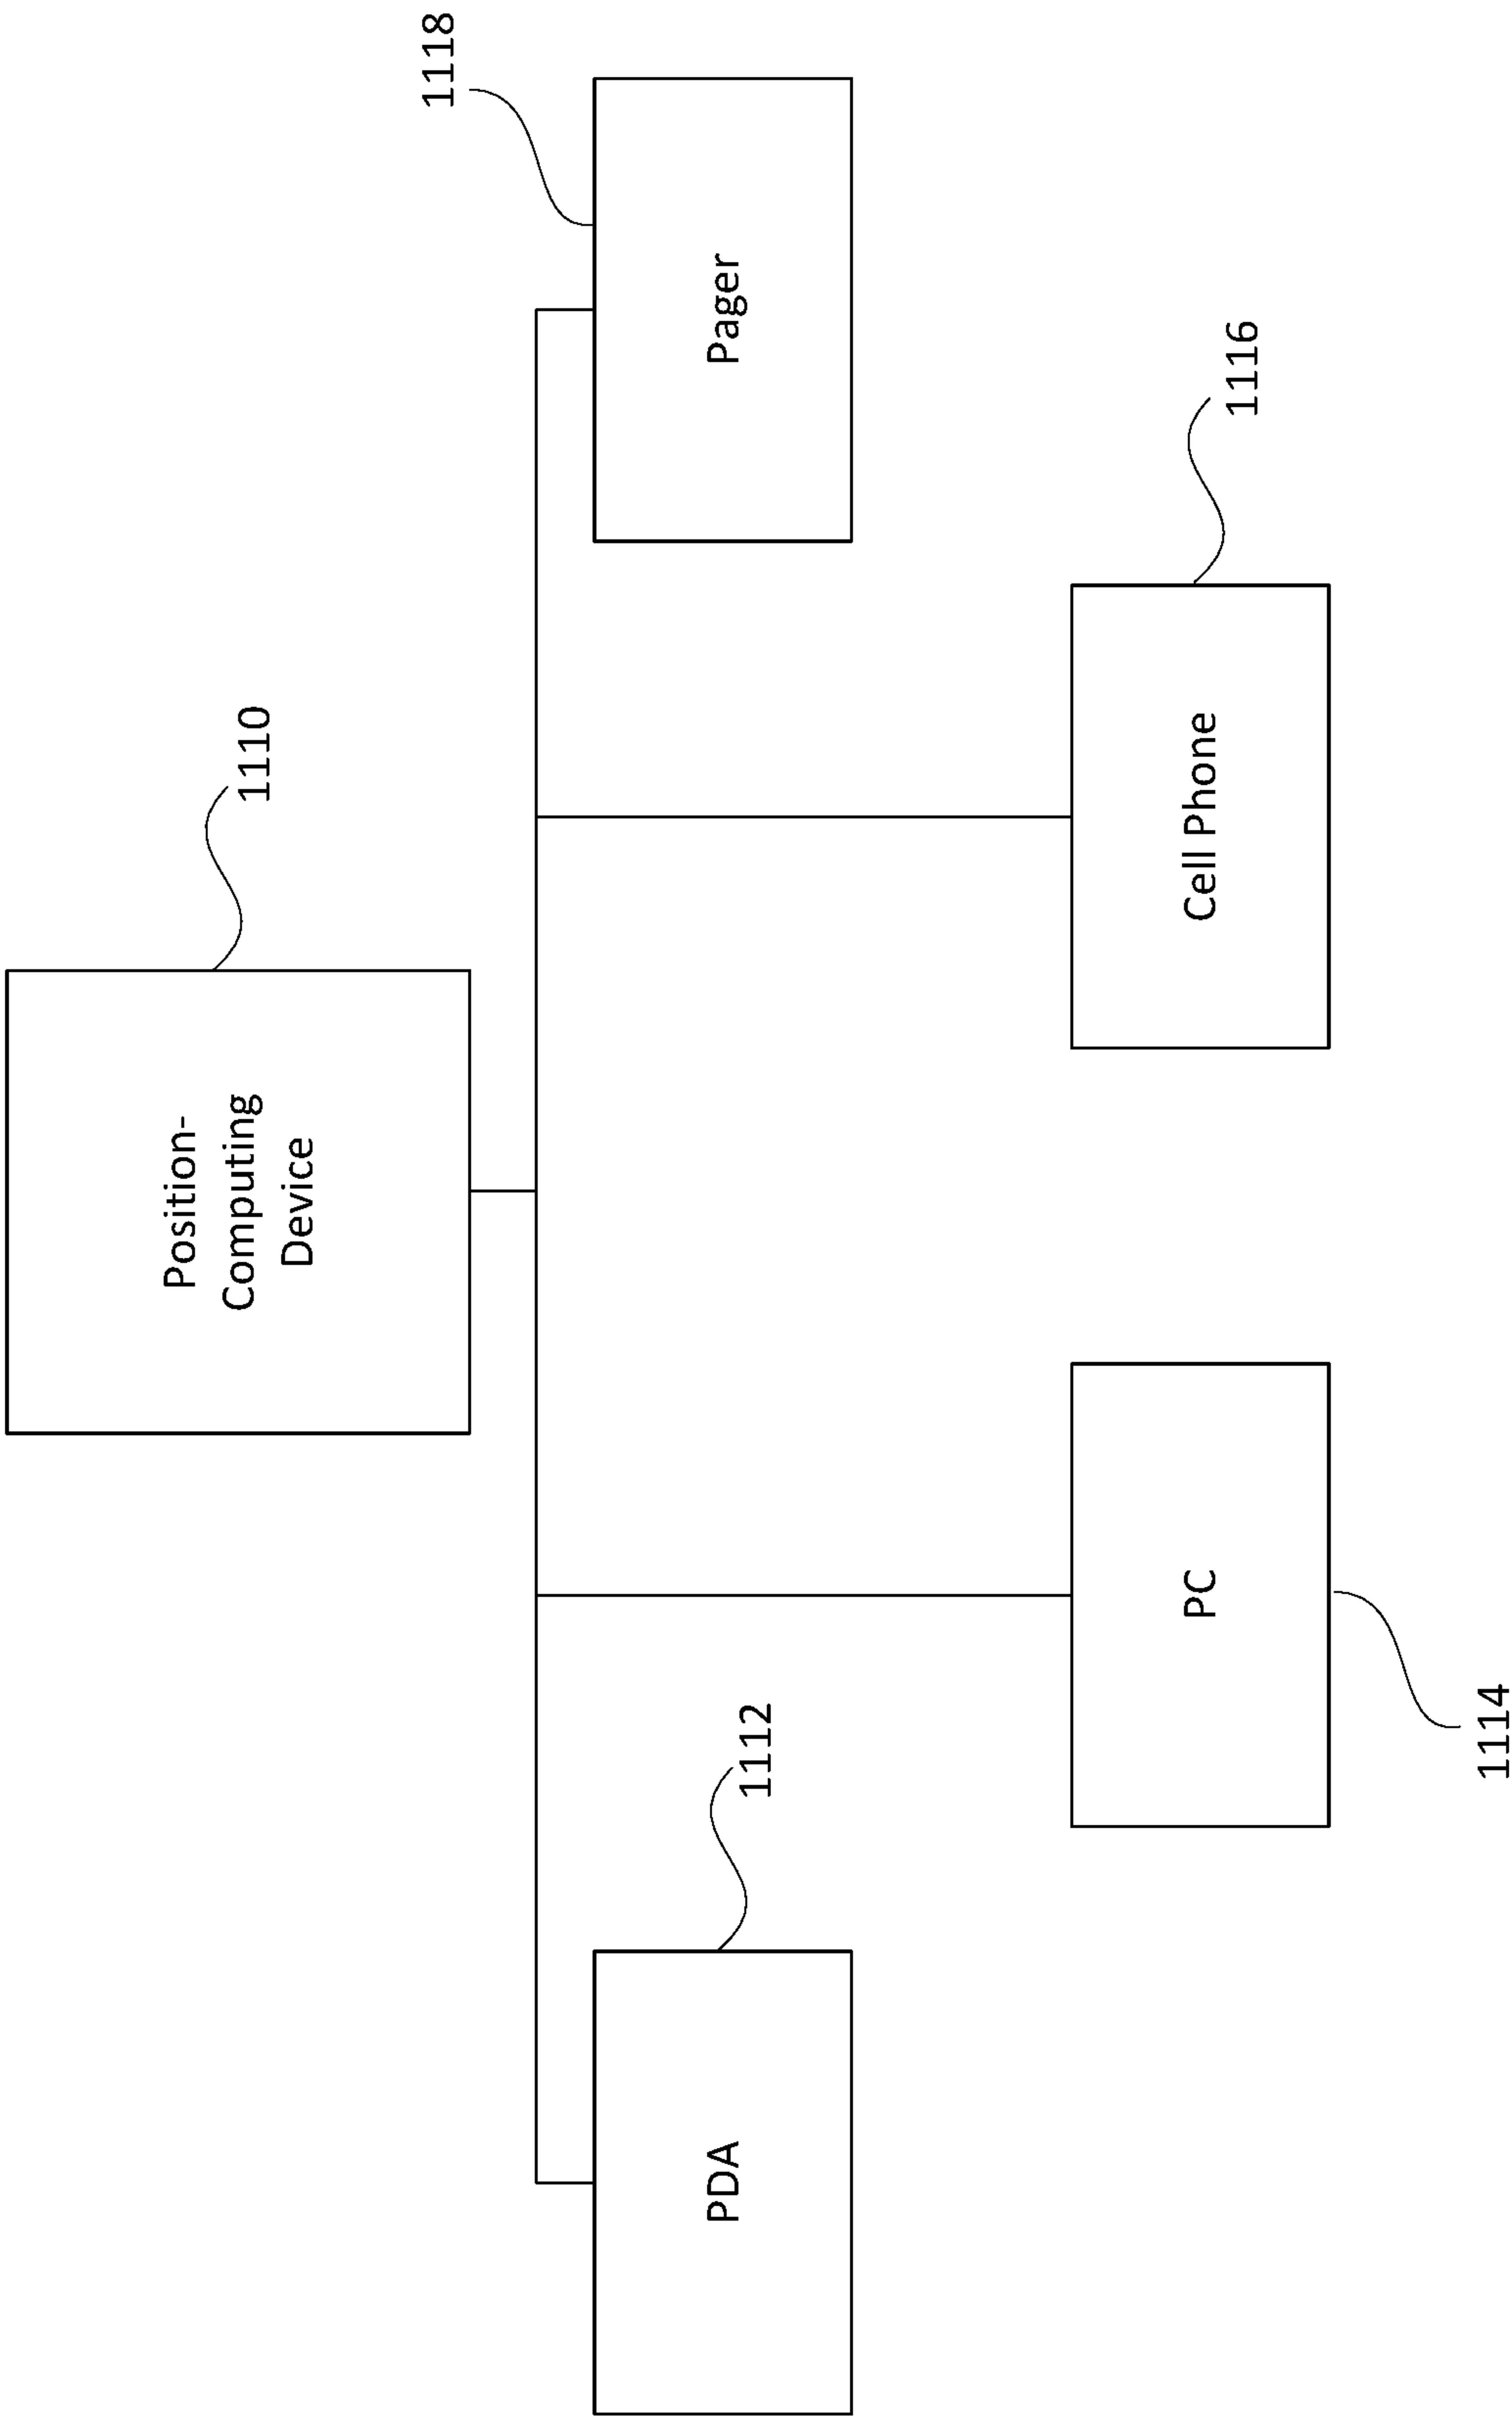 1110
Position-
Computing
Device
1112
1118
PDA
Pager
1114
PC
Cell Phone
1116